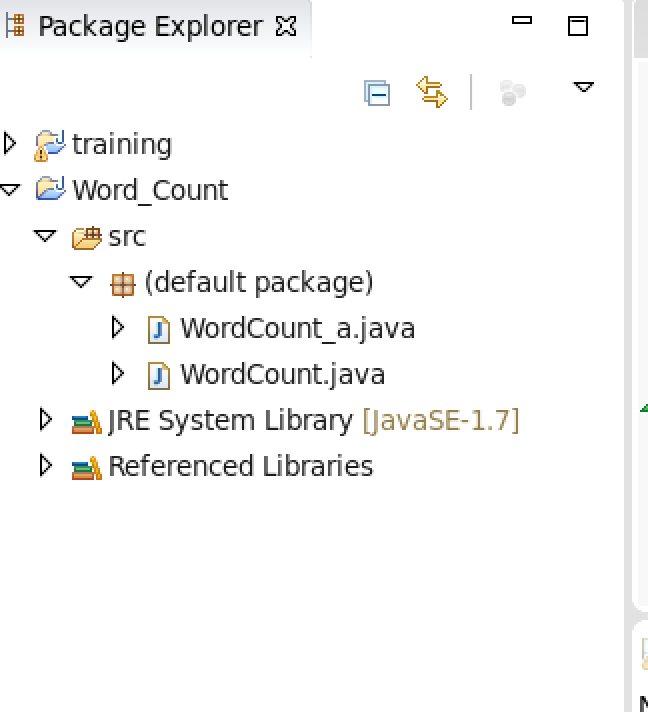 Package Explorer
training
Word_Count
src
(default package)
WordCount_a.java
WordCount.java
JRE System Library [JavaSE-1.7]
Referenced Libraries